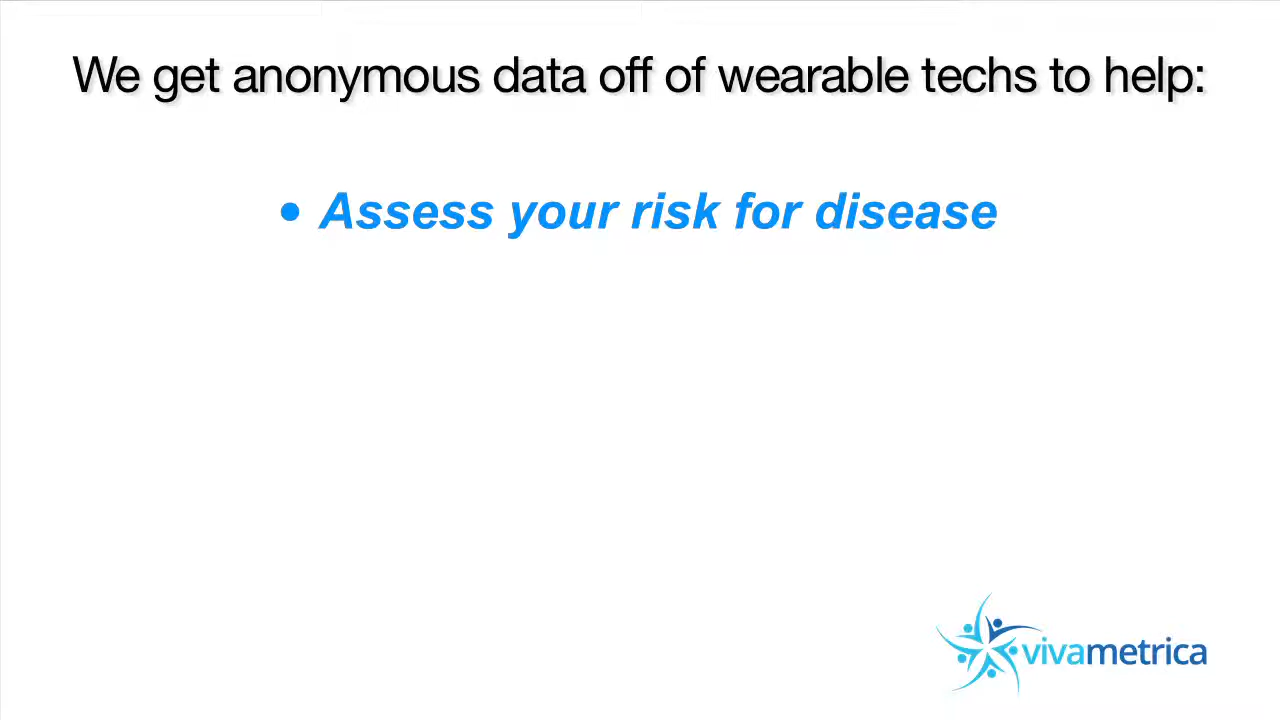 We get anonymous data off of wearable techs to help:
• Assess your risk for disease
vivametrica